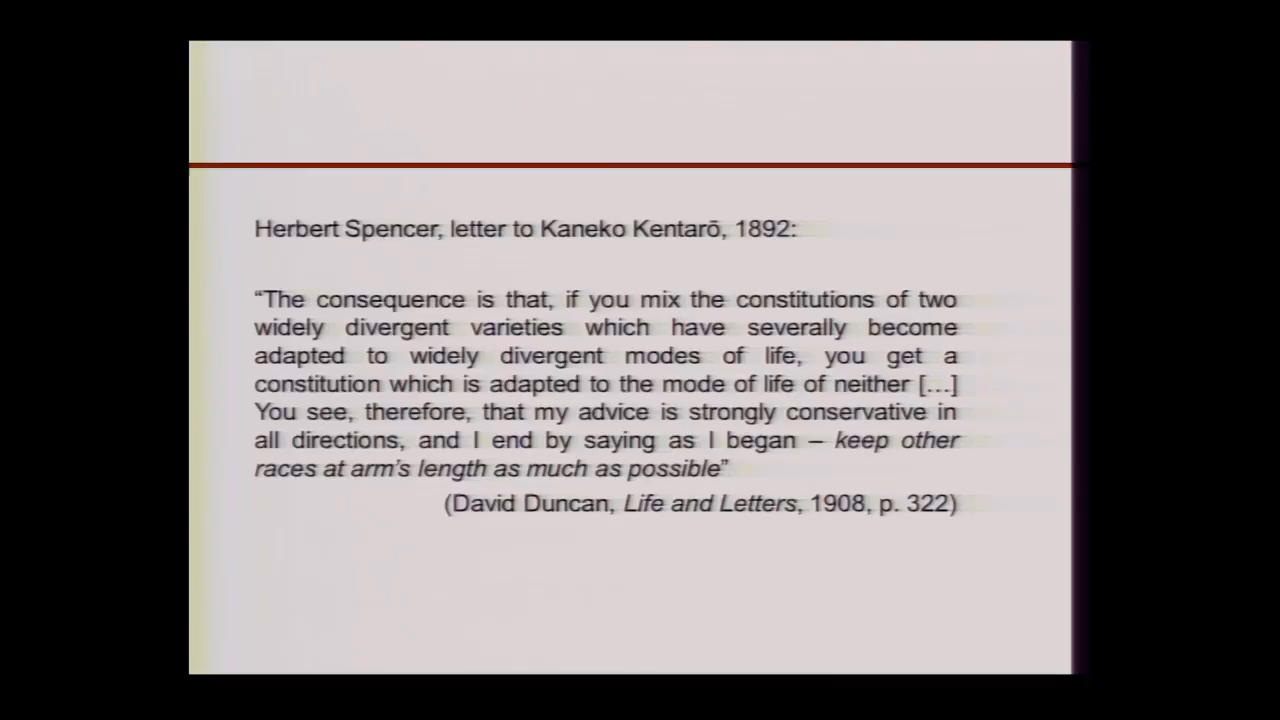 Herbert Spencer, letter to Kaneko Kentarō, 1892:
“The consequence is that, if you mix the constitutions of two
widely divergent varieties which have severally become
adapted to widely divergent modes of life, you get a
constitution which is adapted to the mode of life of neither [...]
You see, therefore, that my advice is strongly conservative in
all directions, and I end by saying as I began – keep other
races at arm’s length as much as possible”
(David Duncan, Life and Letters, 1908, p. 322)